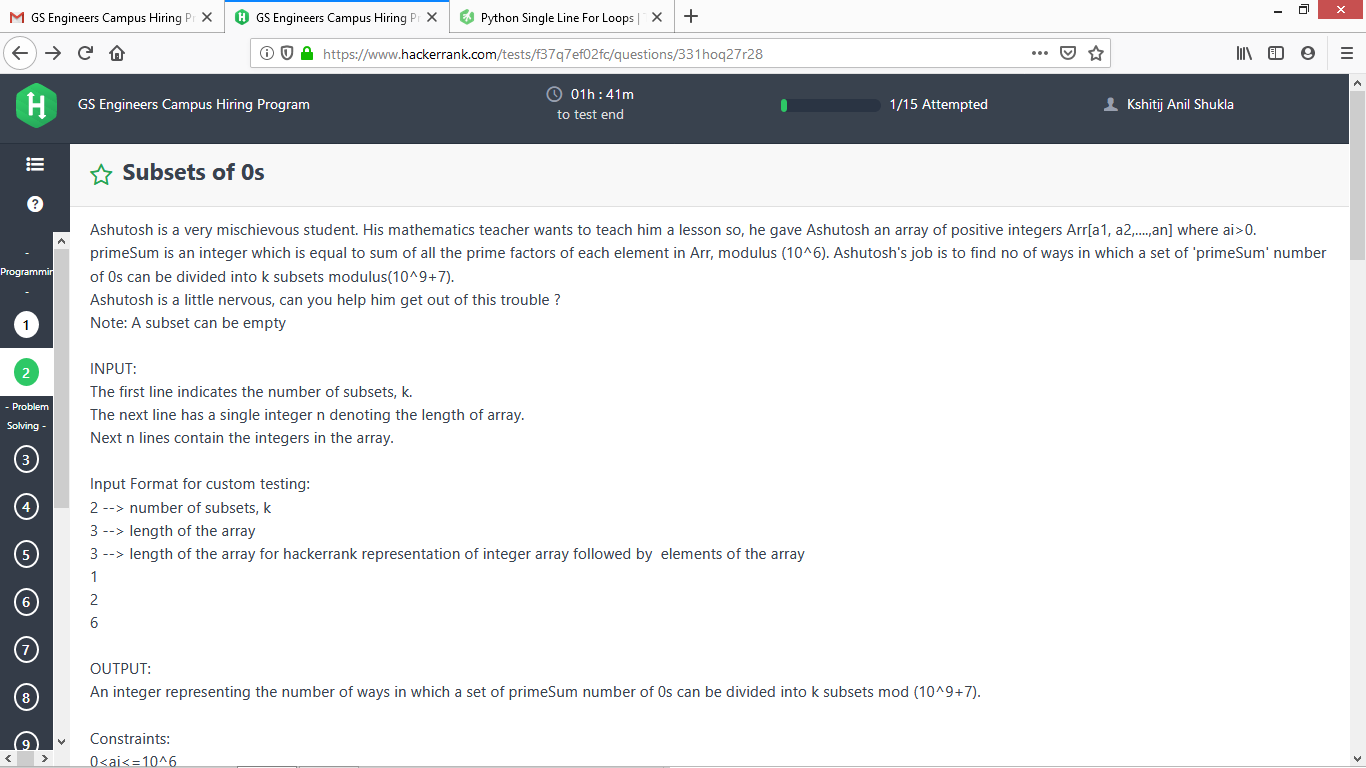 GS Engineers Campus Hiring Pr
GS Engineers Campus Hiring Pr
Python Single Line For Loops |
https://www.hackerrank.com/tests/f37q7ef02fc/questions/331hoq27r28
GS Engineers Campus Hiring Program
01h : 41m
to test end
1/15 Attempted
Kshitij Anil Shukla
Subsets of 0s
-
Programmin
-
1
2
- Problem
Solving -
3
4
5
6
7
8
9
Ashutosh is a very mischievous student. His mathematics teacher wants to teach him a lesson so, he gave Ashutosh an array of positive integers Arr[a1, a2,....,an] where ai>0.
primeSum is an integer which is equal to sum of all the prime factors of each element in Arr, modulus (10^6). Ashutosh's job is to find no of ways in which a set of 'primeSum' number
of 0s can be divided into k subsets modulus(10^9+7).
Ashutosh is a little nervous, can you help him get out of this trouble ?
Note: A subset can be empty
INPUT:
The first line indicates the number of subsets, k.
The next line has a single integer n denoting the length of array.
Next n lines contain the integers in the array.
Input Format for custom testing:
2 --> number of subsets, k
3 --> length of the array
3 --> length of the array for hackerrank representation of integer array followed by  elements of the array
1
2
6
OUTPUT:
An integer representing the number of ways in which a set of primeSum number of 0s can be divided into k subsets mod (10^9+7).
Constraints:
0<ai<=10^6